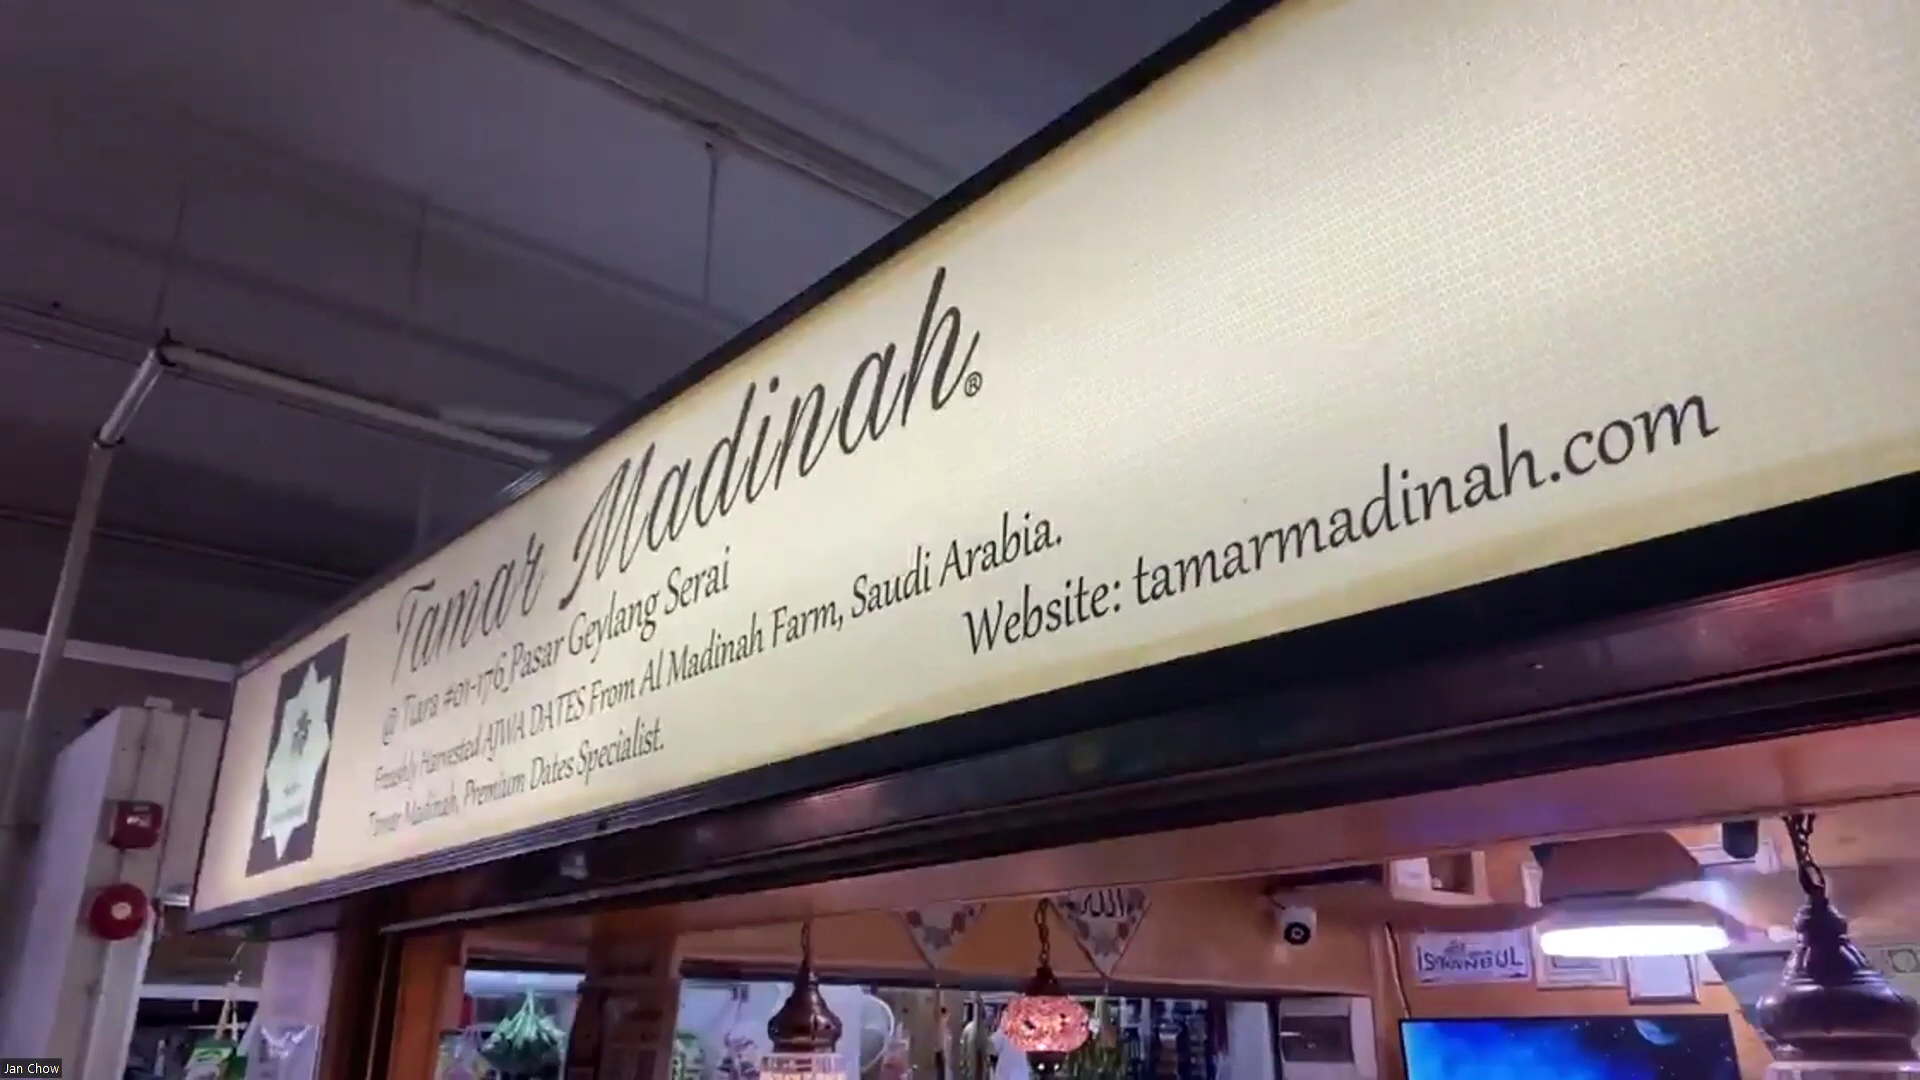 Tamar Madinah®
@ Tiara #01-176 Pasar Geylang Serai
Freshly Harvested AJWA DATES From Al Madinah Farm, Saudi Arabia.
Tamar Madinah, Premium Dates Specialist.
Website: tamarmadinah.com
الله
ISTANBUL
Jan Chow